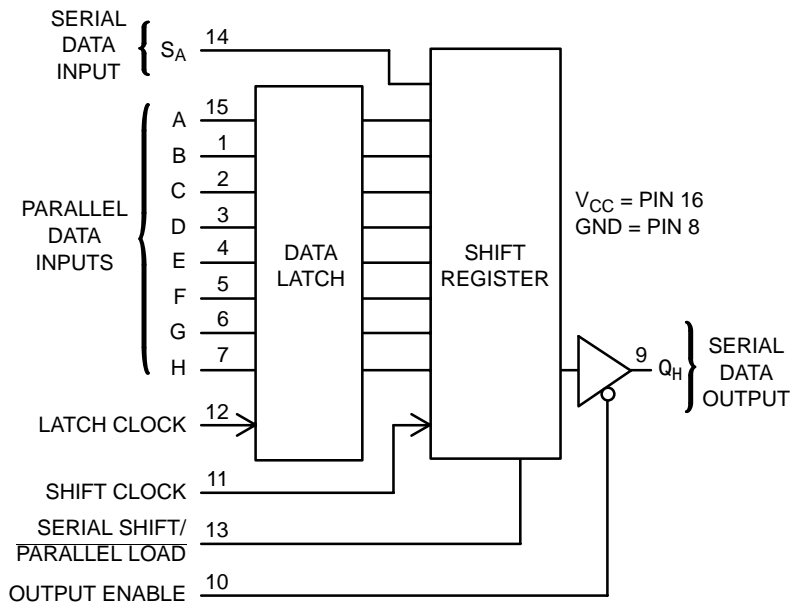 SERIAL
DATA
INPUT
SA
14
A
15
B
1
C
2
D
3
E
4
F
5
G
6
H
7
PARALLEL
DATA
INPUTS
DATA
LATCH
SHIFT
REGISTER
VCC = PIN 16
GND = PIN 8
9
QH
SERIAL
DATA
OUTPUT
LATCH CLOCK
12
SHIFT CLOCK
11
SERIAL SHIFT/
PARALLEL LOAD
13
OUTPUT ENABLE
10